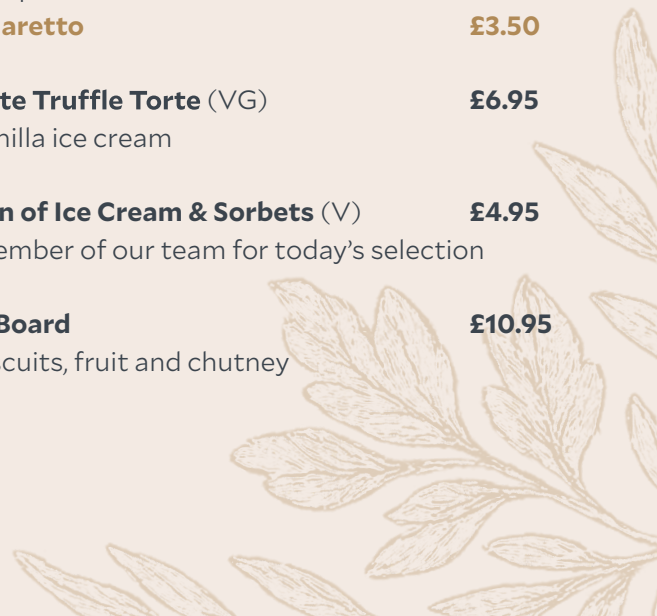 aretto £3.50
te Truffle Torte (VG) £6.95
nilla ice cream
n of Ice Cream & Sorbets (V) £4.95
ember of our team for today's selection
Board £10.95
cuits, fruit and chutney